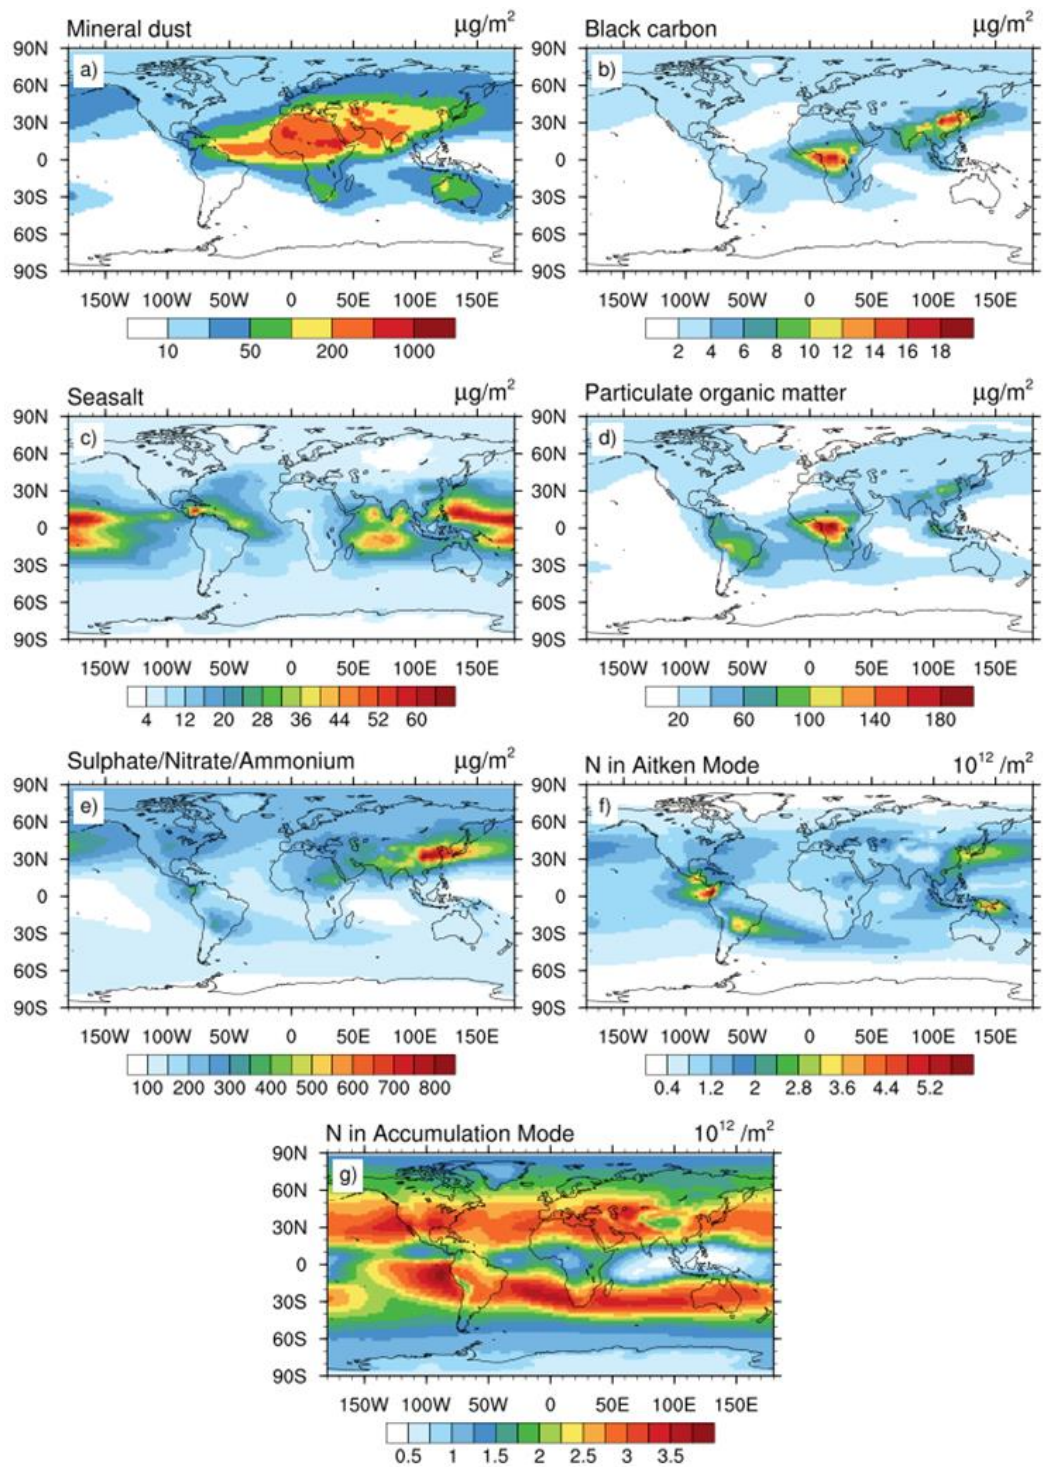 Mineral dust µg/m² Black carbon µg/m²
90N a) 90N b)
60N 60N
30N 30N
0 0
30S 30S
60S 60S
90S 90S
150W 100W 50W 0 50E 100E 150E 150W 100W 50W 0 50E 100E 150E
10 50 200 1000 2 4 6 8 10 12 14 16 18
Seasalt µg/m² Particulate organic matter µg/m²
90N c) 90N d)
60N 60N
30N 30N
0 0
30S 30S
60S 60S
90S 90S
150W 100W 50W 0 50E 100E 150E 150W 100W 50W 0 50E 100E 150E
4 12 20 28 36 44 52 60 20 60 100 140 180
Sulphate/Nitrate/Ammonium µg/m² N in Aitken Mode 10¹² /m²
90N e) 90N f)
60N 60N
30N 30N
0 0
30S 30S
60S 60S
90S 90S
150W 100W 50W 0 50E 100E 150E 150W 100W 50W 0 50E 100E 150E
100 200 300 400 500 600 700 800 0.4 1.2 2 2.8 3.6 4.4 5.2
N in Accumulation Mode 10¹² /m²
90N g)
60N
30N
0
30S
60S
90S
150W 100W 50W 0 50E 100E 150E
0.5 1 1.5 2 2.5 3 3.5